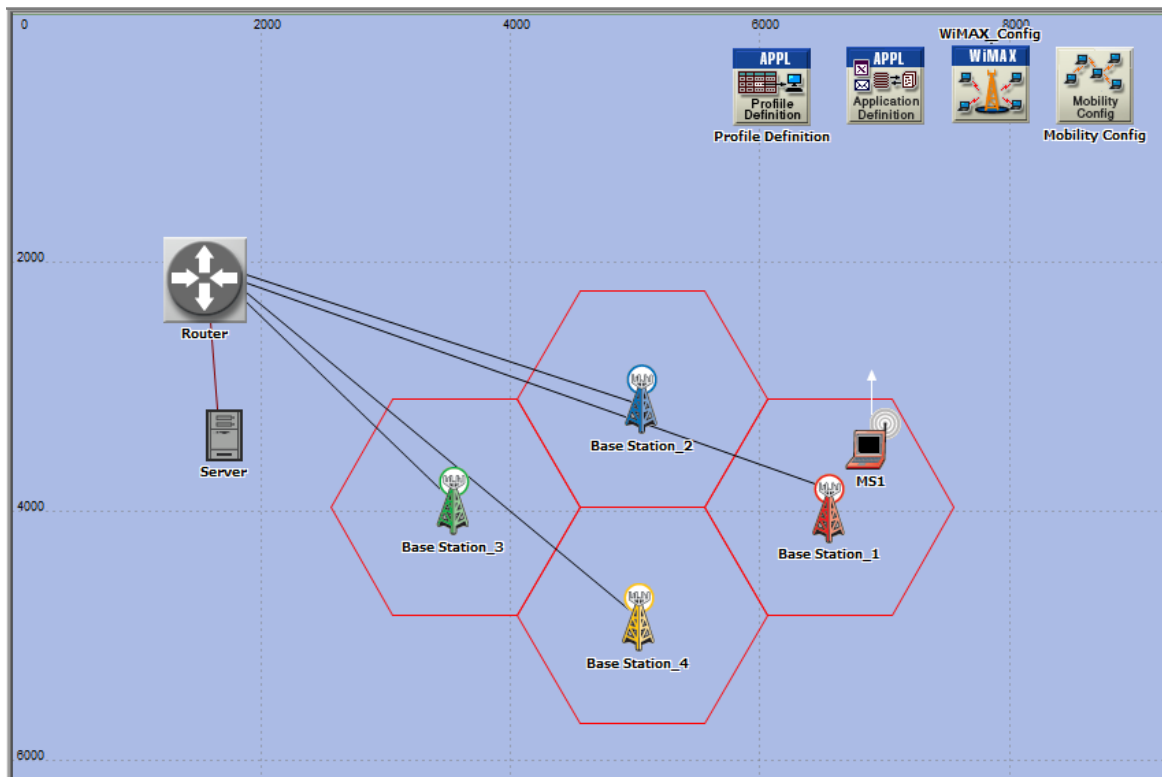 0
2000
4000
6000
8000
WiMAX_Config
APPL
Profile
Definition
Profile Definition
APPL
Application
Definition
WiMAX
Mobility
Config
Mobility Config
2000
Router
Base Station_2
Server
MS1
4000
Base Station_3
Base Station_1
Base Station_4
6000